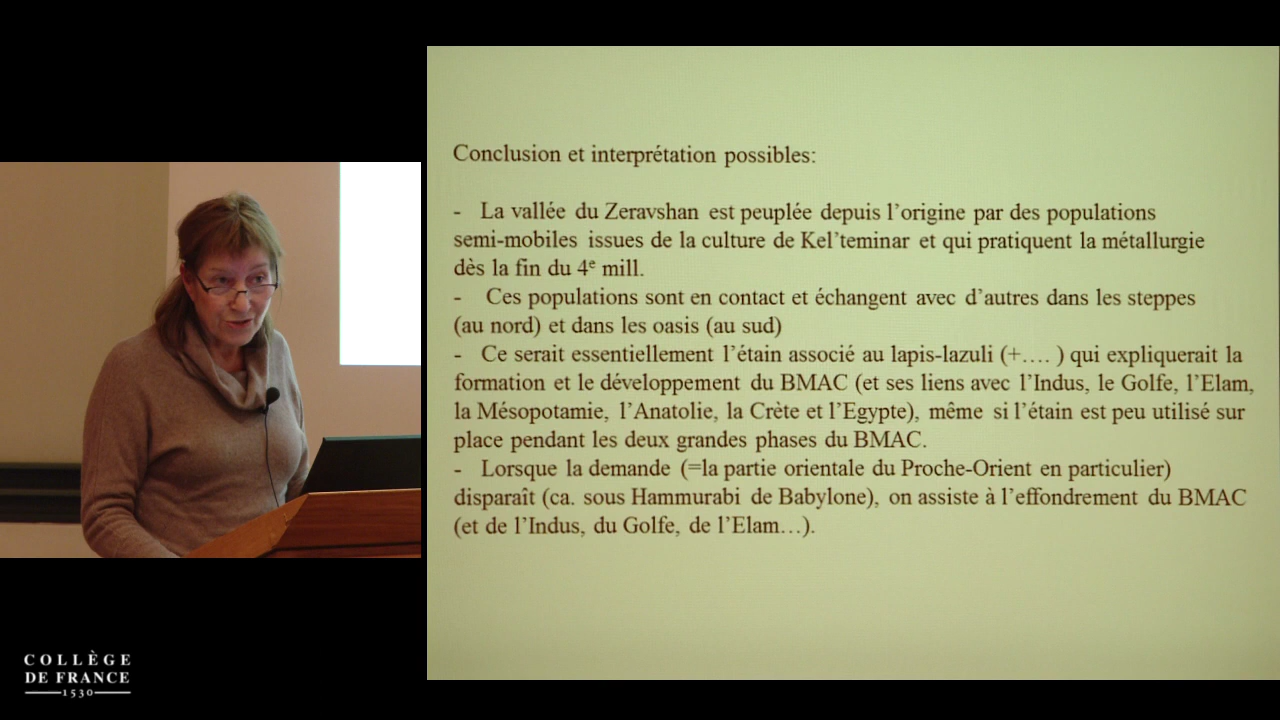 Conclusion et interprétation possibles:
- La vallée du Zeravshan est peuplée depuis l’origine par des populations
semi-mobiles issues de la culture de Kel’teminar et qui pratiquent la métallurgie
dès la fin du 4e mill.
- Ces populations sont en contact et échangent avec d’autres dans les steppes
(au nord) et dans les oasis (au sud)
- Ce serait essentiellement l’étain associé au lapis-lazuli (+…. ) qui expliquerait la
formation et le développement du BMAC (et ses liens avec l’Indus, le Golfe, l’Elam,
la Mésopotamie, l’Anatolie, la Crète et l’Egypte), même si l’étain est peu utilisé sur
place pendant les deux grandes phases du BMAC.
- Lorsque la demande (=la partie orientale du Proche-Orient en particulier)
disparaît (ca. sous Hammurabi de Babylone), on assiste à l’effondrement du BMAC
(et de l’Indus, du Golfe, de l’Elam…).
COLLÈGE
DE FRANCE
1530